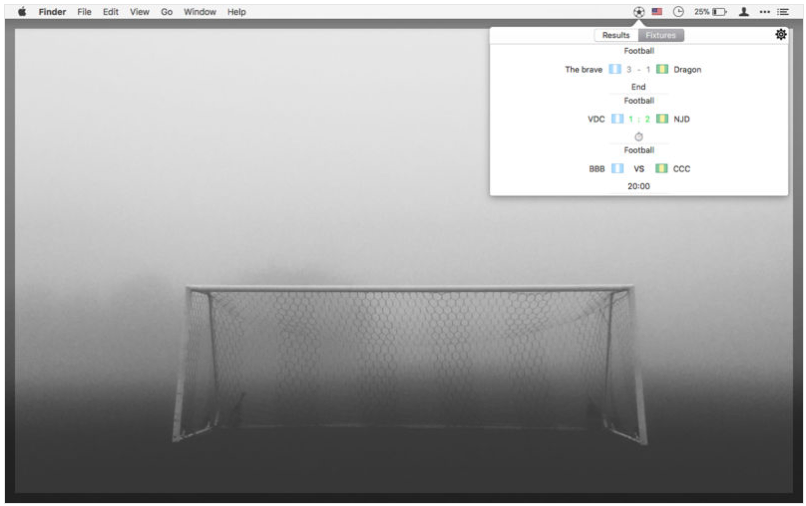 Finder File Edit View Go Window Help 25%
Results Fixtures
Football
The brave 3 - 1 Dragon
End
Football
VDC 1 : 2 NJD
Football
BBB VS CCC
20:00